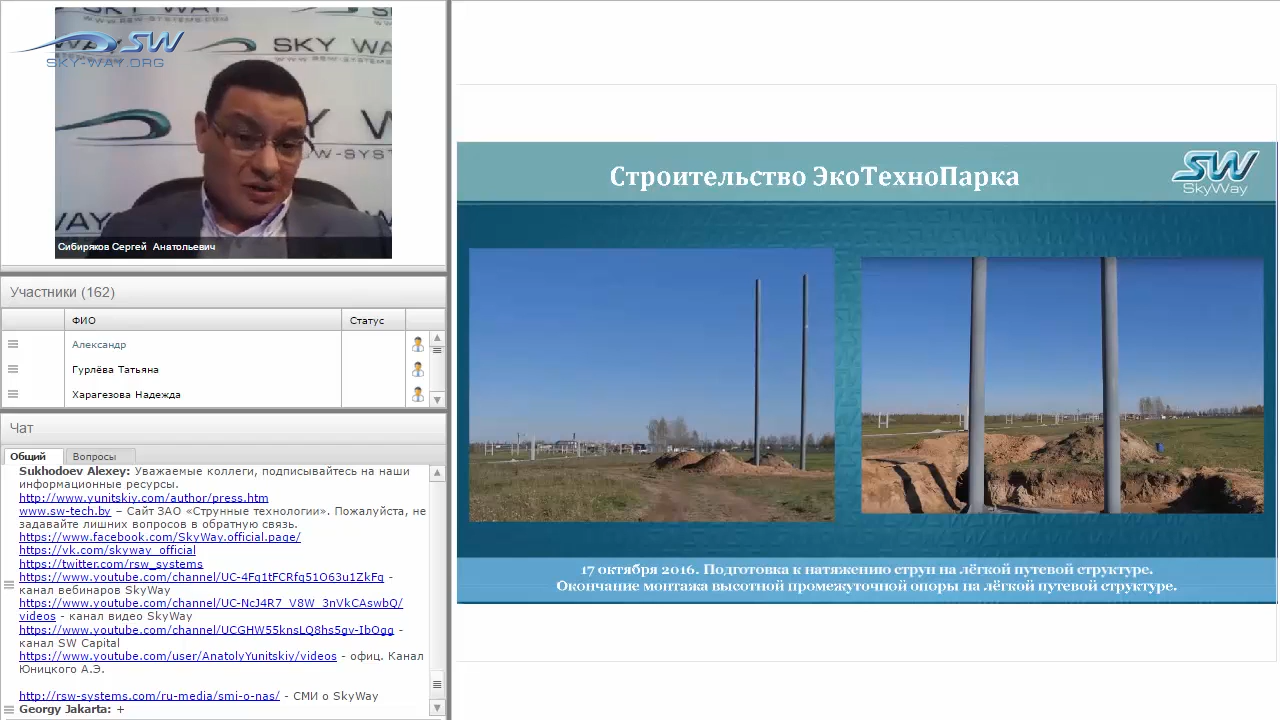 SKY WAY
WWW.RSW-SYSTEMS.COM
SKY WA
SW
SKY-WAY.ORG
Сибиряков Сергей Анатольевич
Участники (162)
ФИО
Статус
Александр
Гурлёва Татьяна
Харагезова Надежда
Чат
Общий
Вопросы
Sukhodoev Alexey: Уважаемые коллеги, подписывайтесь на наши
информационные ресурсы.
http://www.yunitskiy.com/author/press.htm
www.sw-tech.by – Сайт ЗАО «Струнные технологии». Пожалуйста, не
задавайте лишних вопросов в обратную связь.
https://www.facebook.com/SkyWay.official.page/
https://vk.com/skyway_official
https://twitter.com/rsw_systems
https://www.youtube.com/channel/UC-4Fq1tFCRfq51O63u1ZkFg -
канал вебинаров SkyWay
https://www.youtube.com/channel/UC-NcJ4R7_V8W_3nVkCAswbQ/
videos - канал видео SkyWay
https://www.youtube.com/channel/UCGHW55knsLQ8hs5gv-IbOgg -
канал SW Capital
https://www.youtube.com/user/AnatolyYunitskiy/videos - офиц. Канал
Юницкого А.Э.
http://rsw-systems.com/ru-media/smi-o-nas/ - СМИ о SkyWay
Georgy Jakarta: +
Строительство ЭкоТехноПарка
SW
SkyWay
17 октября 2016. Подготовка к натяжению струн на лёгкой путевой структуре.
Окончание монтажа высотной промежуточной опоры на лёгкой путевой структуре.